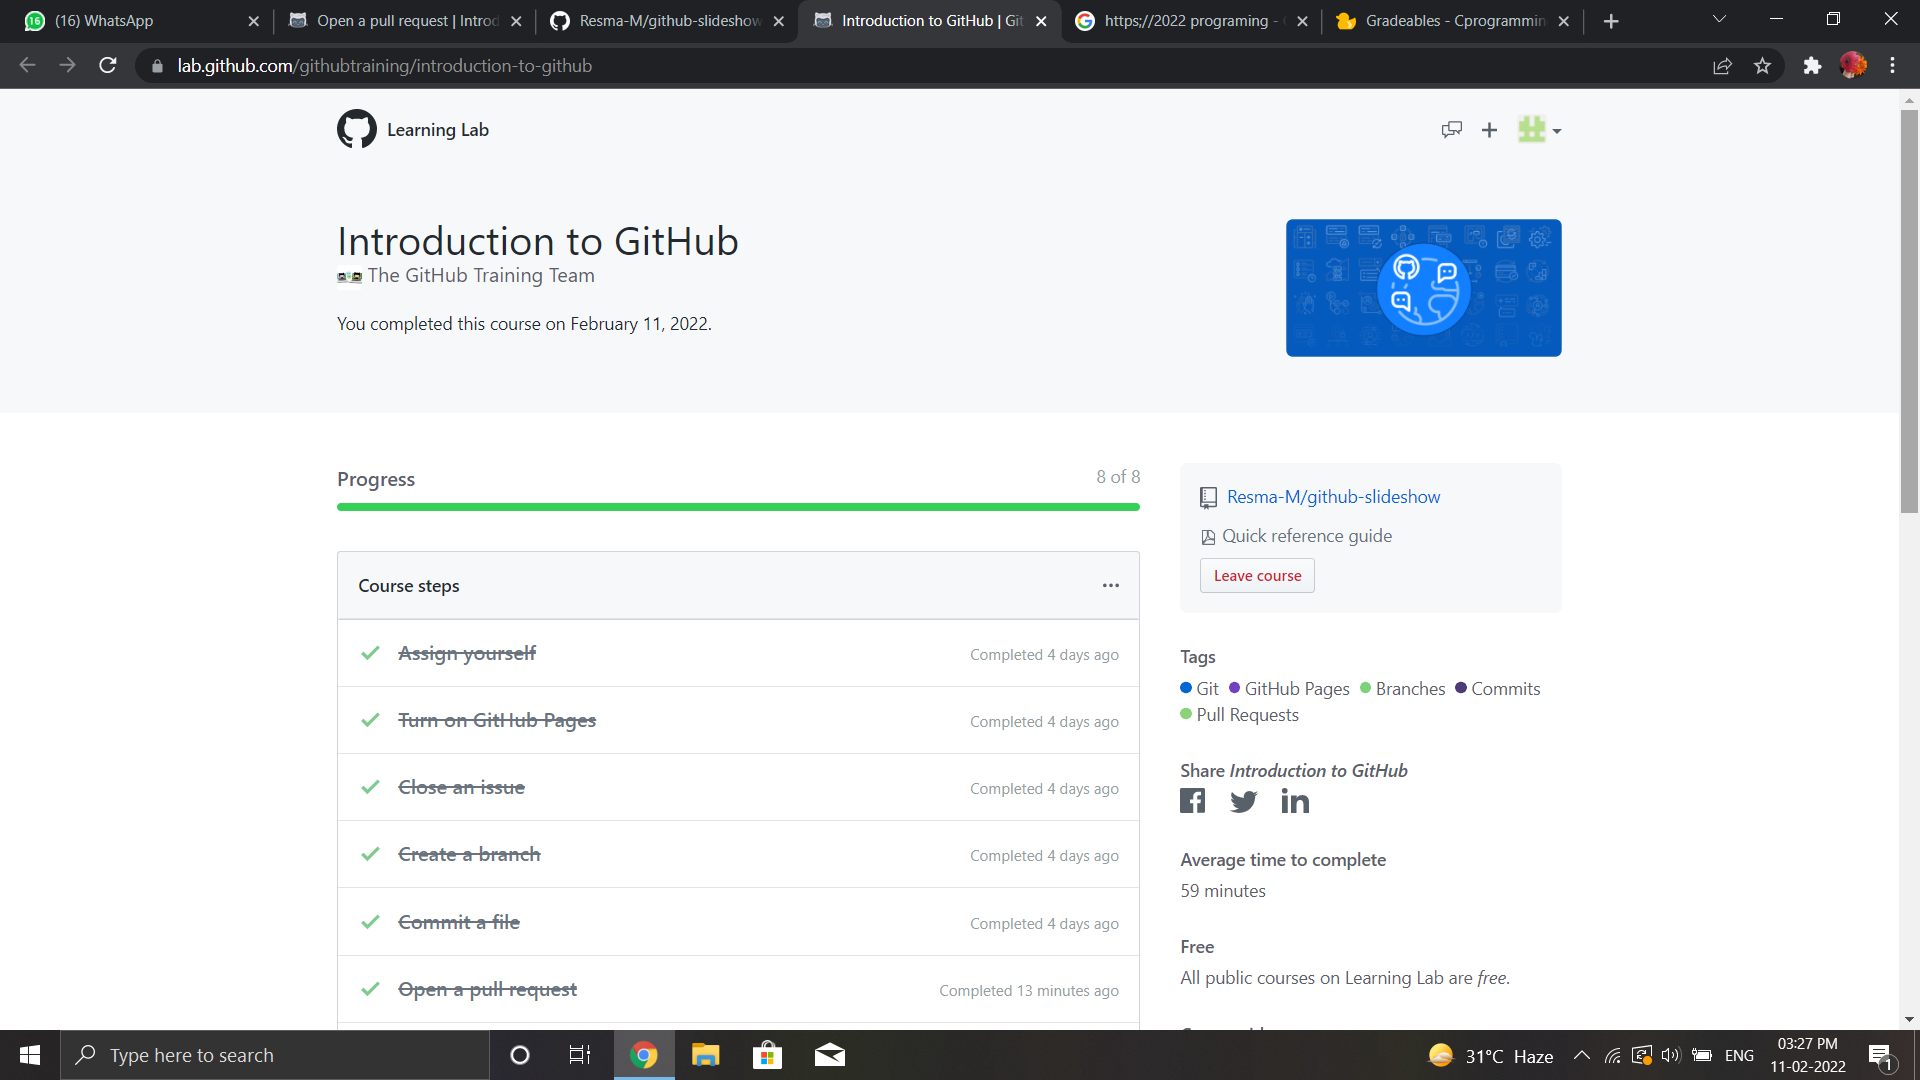 (16) WhatsApp
Open a pull request | Introd
Resma-M/github-slideshow
Introduction to GitHub | Git
https;//2022 programing -
Gradeables - Cprogrammin
lab.github.com/githubtraining/introduction-to-github
Learning Lab
Introduction to GitHub
The GitHub Training Team
You completed this course on February 11, 2022.
Progress
8 of 8
Course steps
Assign yourself
Completed 4 days ago
Turn on GitHub Pages
Completed 4 days ago
Close an issue
Completed 4 days ago
Create a branch
Completed 4 days ago
Commit a file
Completed 4 days ago
Open a pull request
Completed 13 minutes ago
Resma-M/github-slideshow
Quick reference guide
Leave course
Tags
Git GitHub Pages Branches Commits
Pull Requests
Share Introduction to GitHub
Average time to complete
59 minutes
Free
All public courses on Learning Lab are free.
Type here to search
31°C Haze
ENG
03:27 PM
11-02-2022
1